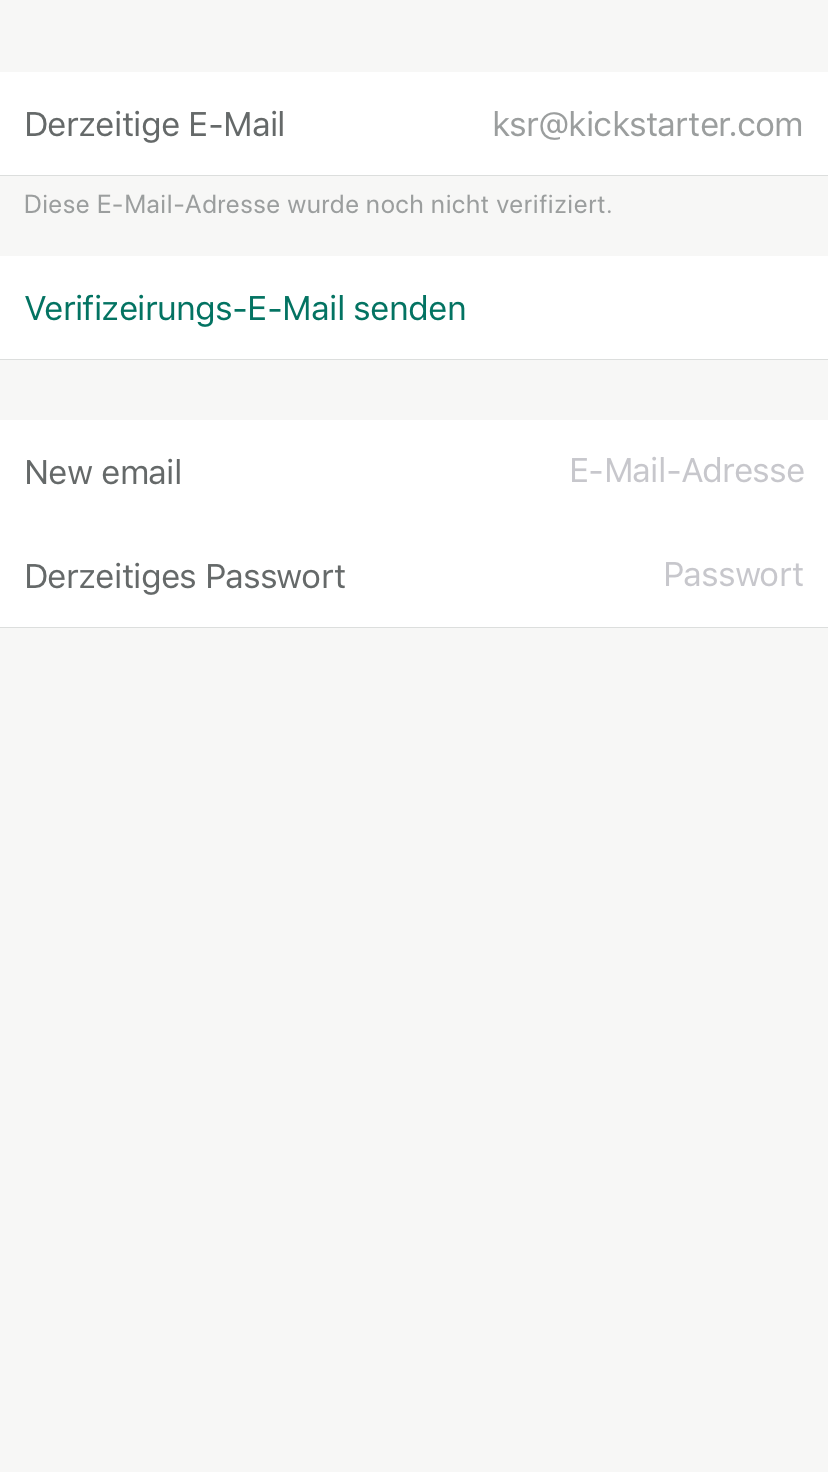 Derzeitige E-Mail ksr@kickstarter.com
Diese E-Mail-Adresse wurde noch nicht verifiziert.
Verifizeirungs-E-Mail senden
New email E-Mail-Adresse
Derzeitiges Passwort Passwort